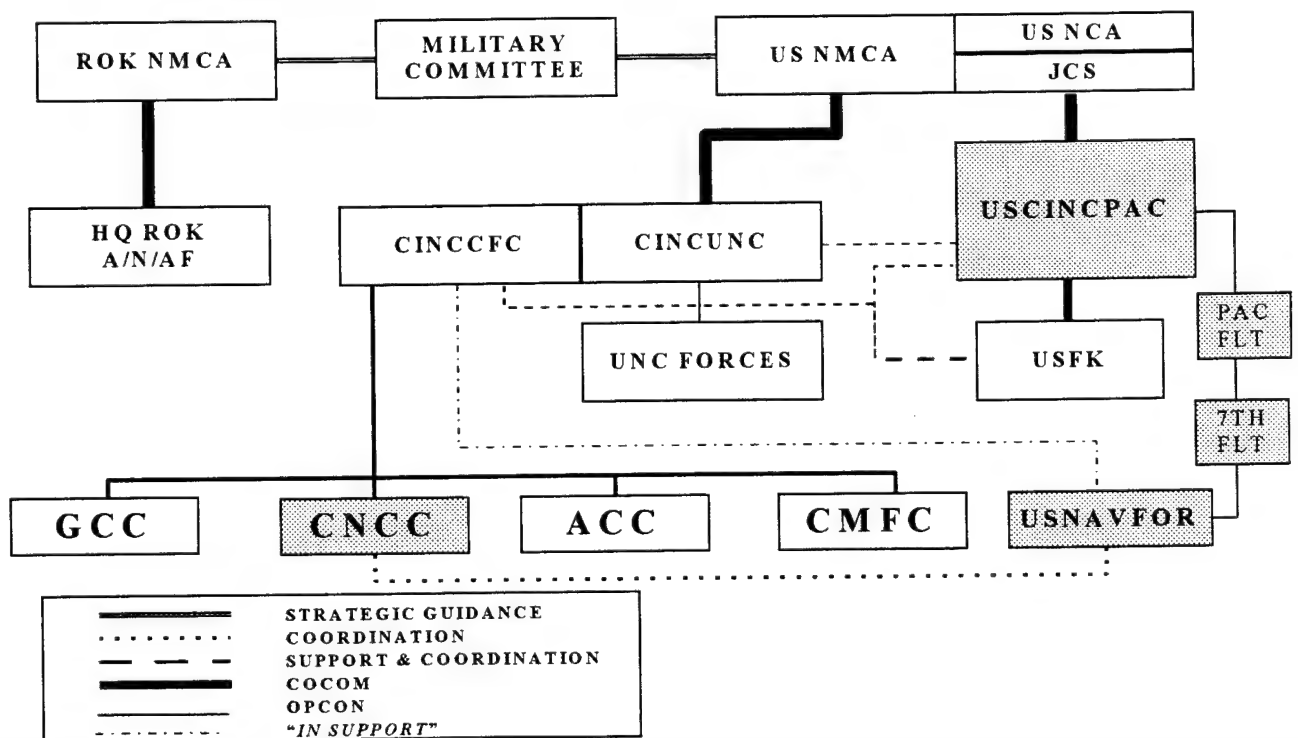 ROK NMCA
MILITARY
COMMITTEE
US NMCA
US NCA
JCS
HQ ROK
A/N/AF
CINCCFC
CINCUNC
USCINCPAC
UNC FORCES
USFK
PAC
FLT
7TH
FLT
GCC
CNCC
ACC
CMFC
USNAVFOR
STRATEGIC GUIDANCE
COORDINATION
SUPPORT & COORDINATION
COCOM
OPCON
"IN SUPPORT"